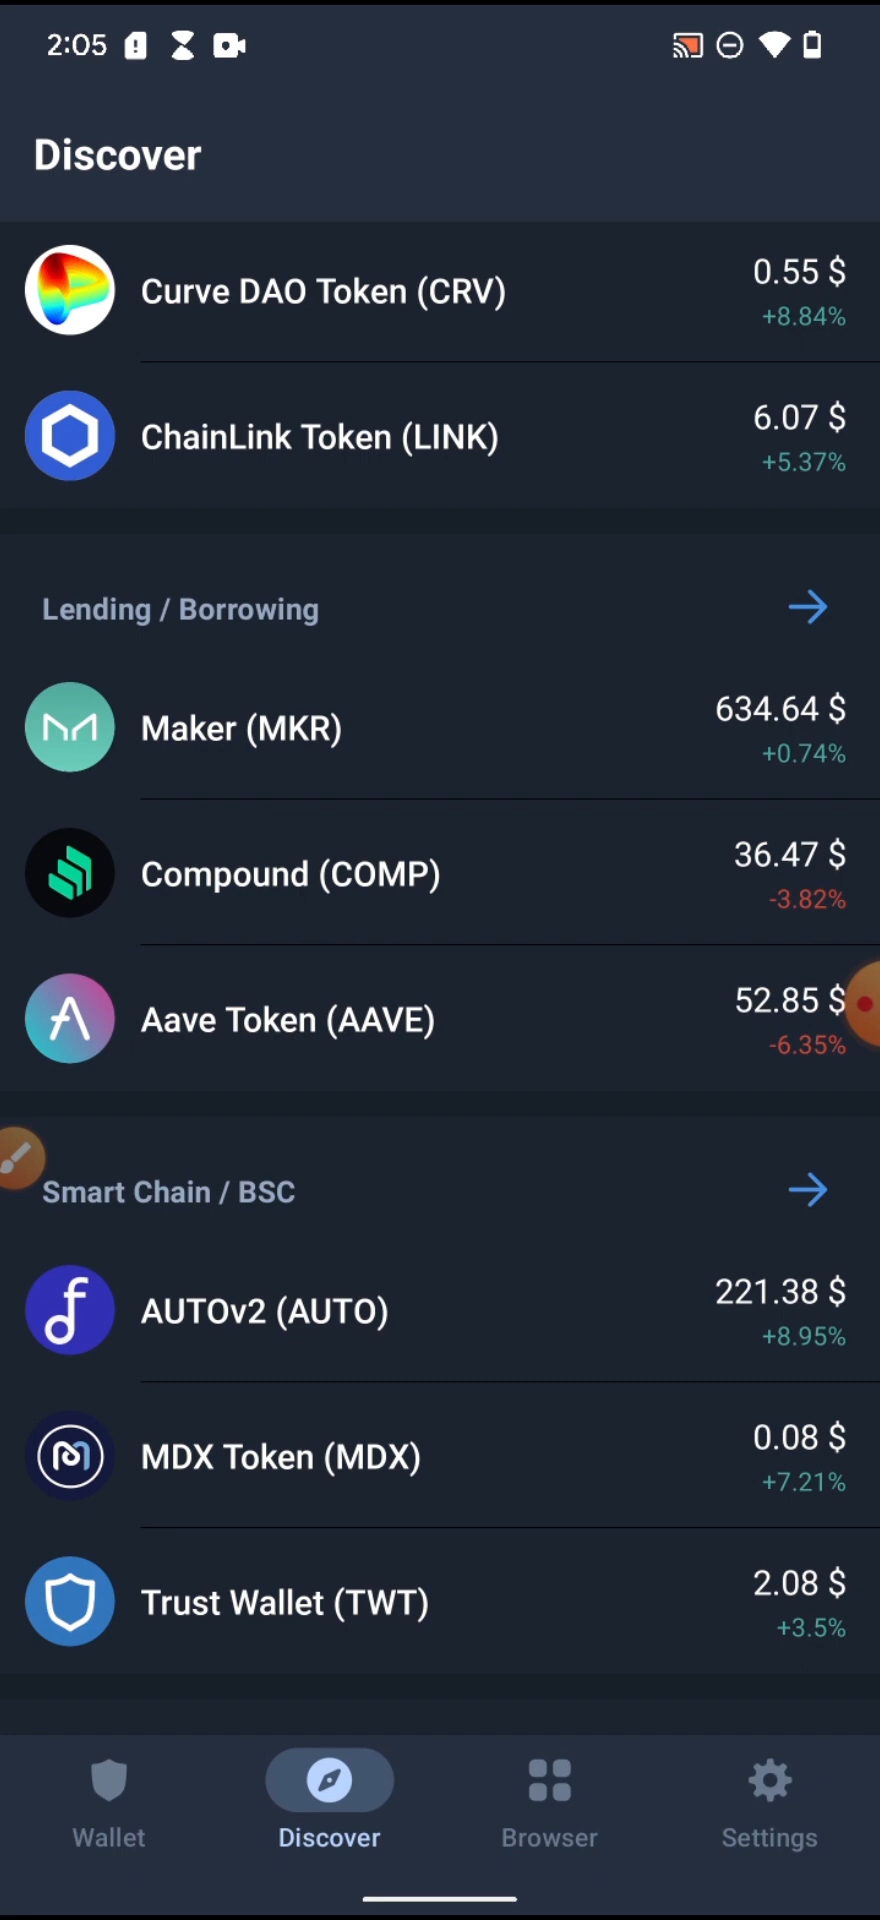 2:05
Discover
Curve DAO Token (CRV)
0.55 $
+8.84%
ChainLink Token (LINK)
6.07 $
+5.37%
Lending / Borrowing
Maker (MKR)
634.64 $
+0.74%
Compound (COMP)
36.47 $
-3.82%
Aave Token (AAVE)
52.85 $
-6.35%
Smart Chain / BSC
AUTOv2 (AUTO)
221.38 $
+8.95%
MDX Token (MDX)
0.08 $
+7.21%
Trust Wallet (TWT)
2.08 $
+3.5%
Wallet
Discover
Browser
Settings